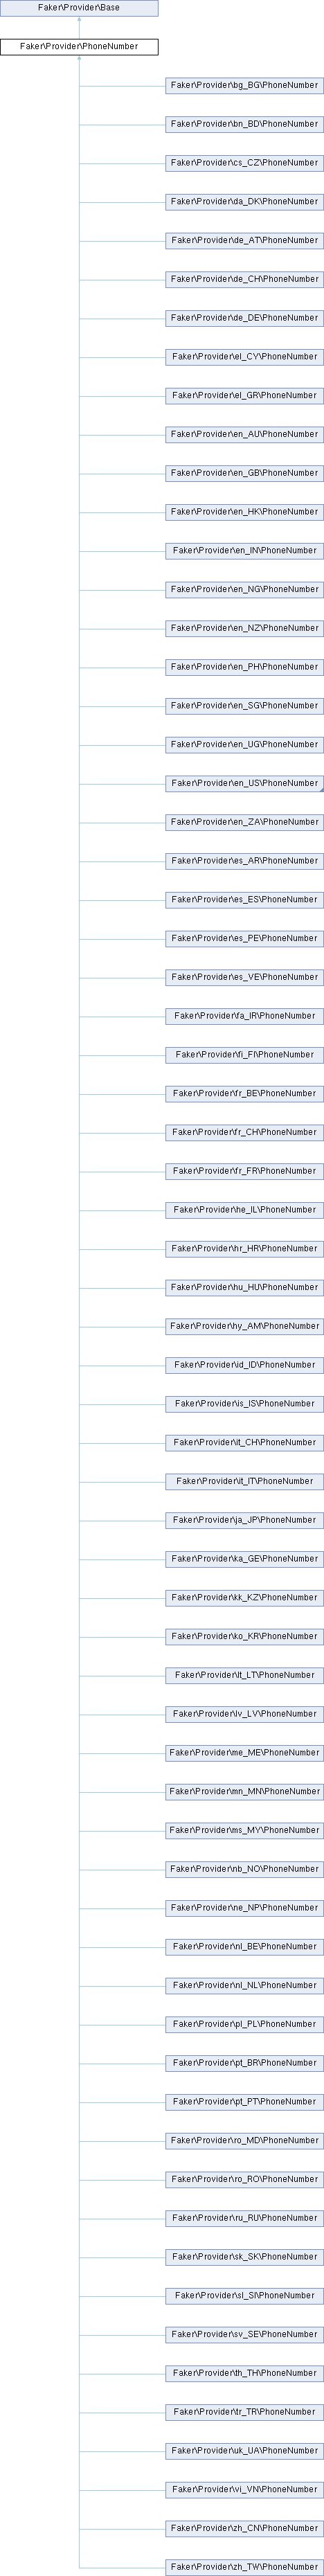 Faker\Provider\Base
Faker\Provider\PhoneNumber
Faker\Provider\bg_BG\PhoneNumber
Faker\Provider\bn_BD\PhoneNumber
Faker\Provider\cs_CZ\PhoneNumber
Faker\Provider\da_DK\PhoneNumber
Faker\Provider\de_AT\PhoneNumber
Faker\Provider\de_CH\PhoneNumber
Faker\Provider\de_DE\PhoneNumber
Faker\Provider\el_CY\PhoneNumber
Faker\Provider\el_GR\PhoneNumber
Faker\Provider\en_AU\PhoneNumber
Faker\Provider\en_GB\PhoneNumber
Faker\Provider\en_HK\PhoneNumber
Faker\Provider\en_IN\PhoneNumber
Faker\Provider\en_NG\PhoneNumber
Faker\Provider\en_NZ\PhoneNumber
Faker\Provider\en_PH\PhoneNumber
Faker\Provider\en_SG\PhoneNumber
Faker\Provider\en_UG\PhoneNumber
Faker\Provider\en_US\PhoneNumber
Faker\Provider\en_ZA\PhoneNumber
Faker\Provider\es_AR\PhoneNumber
Faker\Provider\es_ES\PhoneNumber
Faker\Provider\es_PE\PhoneNumber
Faker\Provider\es_VE\PhoneNumber
Faker\Provider\fa_IR\PhoneNumber
Faker\Provider\fi_FI\PhoneNumber
Faker\Provider\fr_BE\PhoneNumber
Faker\Provider\fr_CH\PhoneNumber
Faker\Provider\fr_FR\PhoneNumber
Faker\Provider\he_IL\PhoneNumber
Faker\Provider\hr_HR\PhoneNumber
Faker\Provider\hu_HU\PhoneNumber
Faker\Provider\hy_AM\PhoneNumber
Faker\Provider\id_ID\PhoneNumber
Faker\Provider\is_IS\PhoneNumber
Faker\Provider\it_CH\PhoneNumber
Faker\Provider\it_IT\PhoneNumber
Faker\Provider\ja_JP\PhoneNumber
Faker\Provider\ka_GE\PhoneNumber
Faker\Provider\kk_KZ\PhoneNumber
Faker\Provider\ko_KR\PhoneNumber
Faker\Provider\lt_LT\PhoneNumber
Faker\Provider\lv_LV\PhoneNumber
Faker\Provider\me_ME\PhoneNumber
Faker\Provider\mn_MN\PhoneNumber
Faker\Provider\ms_MY\PhoneNumber
Faker\Provider\nb_NO\PhoneNumber
Faker\Provider\ne_NP\PhoneNumber
Faker\Provider\nl_BE\PhoneNumber
Faker\Provider\nl_NL\PhoneNumber
Faker\Provider\pl_PL\PhoneNumber
Faker\Provider\pt_BR\PhoneNumber
Faker\Provider\pt_PT\PhoneNumber
Faker\Provider\ro_MD\PhoneNumber
Faker\Provider\ro_RO\PhoneNumber
Faker\Provider\ru_RU\PhoneNumber
Faker\Provider\sk_SK\PhoneNumber
Faker\Provider\sl_SI\PhoneNumber
Faker\Provider\sv_SE\PhoneNumber
Faker\Provider\th_TH\PhoneNumber
Faker\Provider\tr_TR\PhoneNumber
Faker\Provider\uk_UA\PhoneNumber
Faker\Provider\vi_VN\PhoneNumber
Faker\Provider\zh_CN\PhoneNumber
Faker\Provider\zh_TW\PhoneNumber